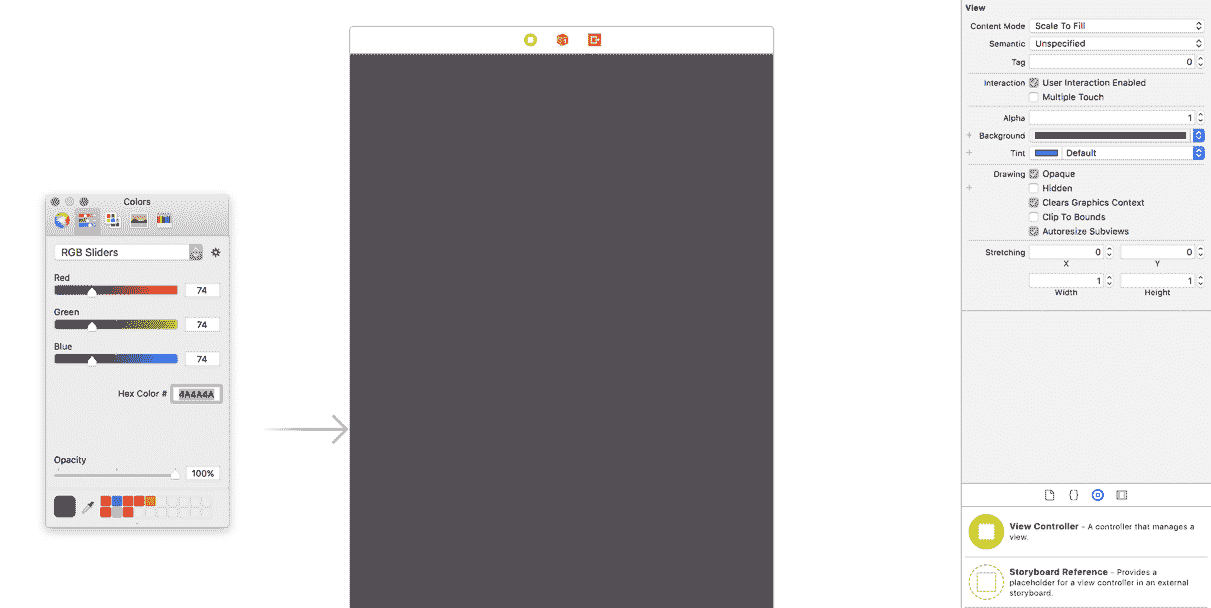 Colors
RGB Sliders
Red
74
Green
74
Blue
74
Hex Color # 4A4A4A
Opacity
100%
View
Content Mode Scale To Fill
Semantic Unspecified
Tag 0
Interaction User Interaction Enabled
Multiple Touch
Alpha 1
Background
Tint Default
Drawing Opaque
Hidden
Clears Graphics Context
Clip To Bounds
Autoresize Subviews
Stretching 0 0
X Y
1 1
Width Height
{}
View Controller - A controller that manages a
view.
Storyboard Reference - Provides a
placeholder for a view controller in an external
storyboard.